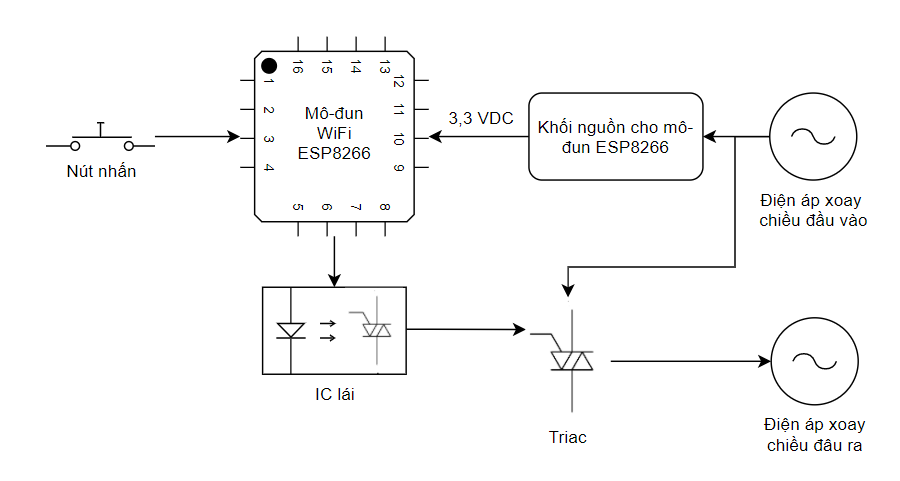 16 15 14 13
1
2
3
4
12
11
10
9
5 6 7 8
Mô-đun
WiFi
ESP8266
Nút nhấn
3,3 VDC
Khối nguồn cho mô-
đun ESP8266
Điện áp xoay
chiều đầu vào
IC lái
Triac
Điện áp xoay
chiều đâu ra